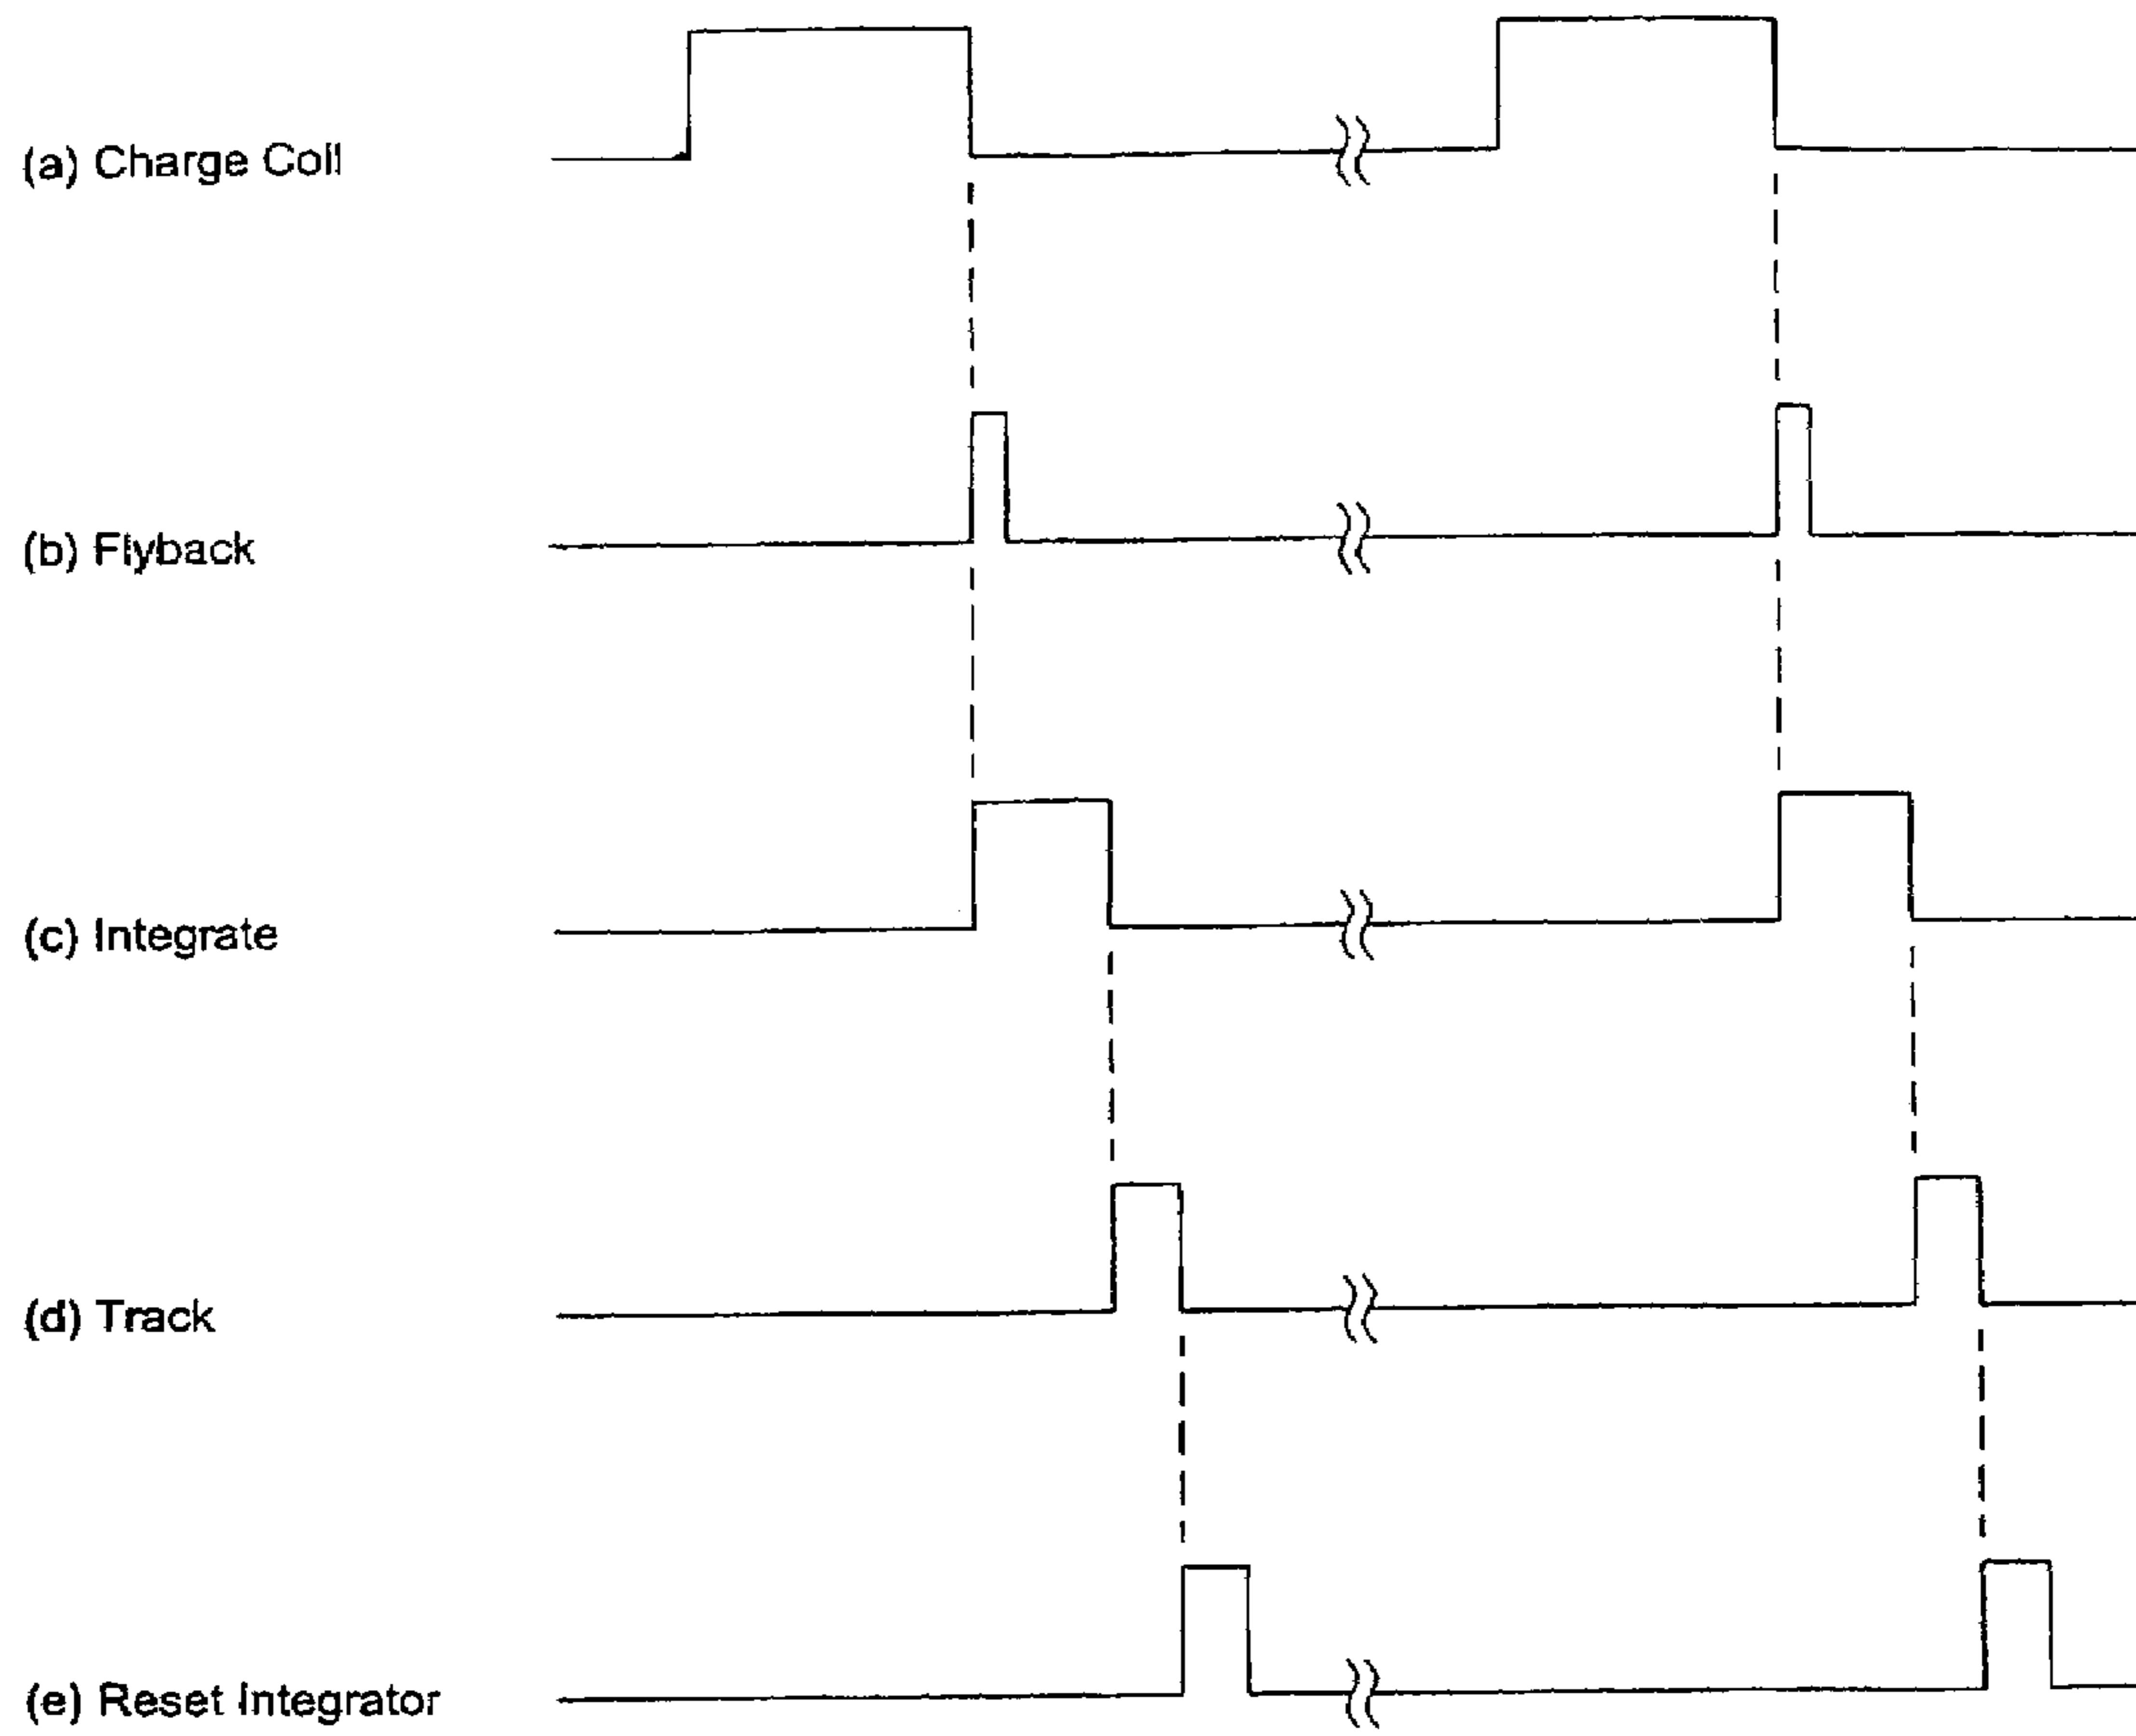 (a) Charge Coil
(b) Flyback
(c) Integrate
(d) Track
(e) Reset Integrator